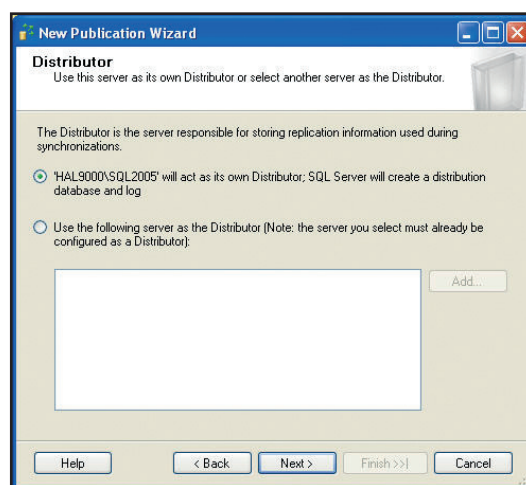 New Publication Wizard
Distributor
Use this server as its own Distributor or select another server as the Distributor.
The Distributor is the server responsible for storing replication information used during
synchronizations.
'HAL9000\SQL2005' will act as its own Distributor; SQL Server will create a distribution
database and log
Use the following server as the Distributor (Note: the server you select must already be
configured as a Distributor):
Add...
Help
< Back
Next >
Finish >>|
Cancel